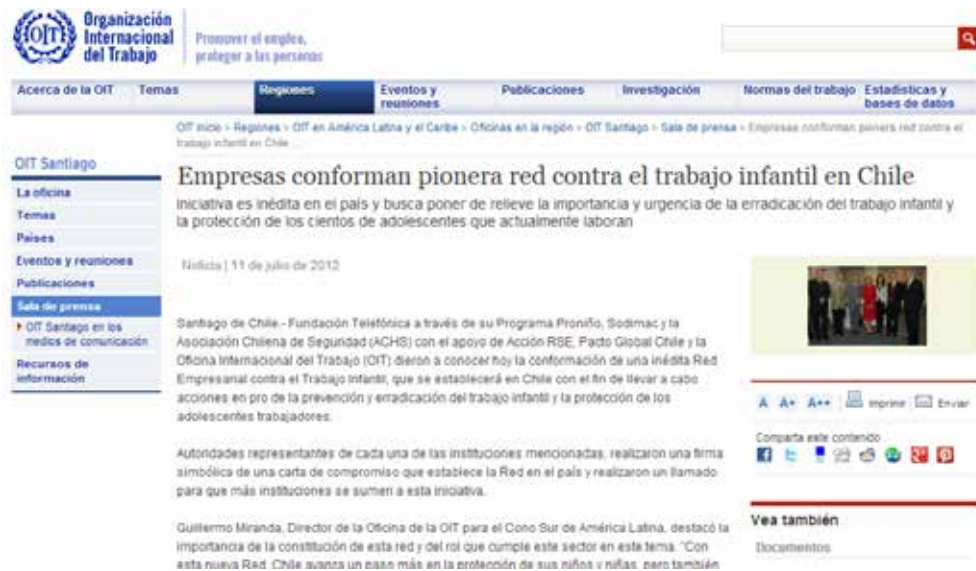 Organización
Internacional
del Trabajo
OIT
Promover el empleo,
proteger a las personas
Acerca de la OIT
Temas
Regiones
Eventos y
reuniones
Publicaciones
Investigación
Normas del trabajo
Estadísticas y
bases de datos
OIT inicio > Regiones > OIT en América Latina y el Caribe > Oficinas en la región > OIT Santiago > Sala de prensa > Empresas conforman pionera red contra el
trabajo infantil en Chile ...
OIT Santiago
La oficina
Temas
Países
Eventos y reuniones
Publicaciones
Sala de prensa
OIT Santiago en los
medios de comunicación
Recursos de
información
Empresas conforman pionera red contra el trabajo infantil en Chile
Iniciativa es inédita en el país y busca poner de relieve la importancia y urgencia de la erradicación del trabajo infantil y
la protección de los cientos de adolescentes que actualmente laboran
Noticia | 11 de julio de 2012
Santiago de Chile.- Fundación Telefónica a través de su Programa Proniño, Sodimac y la
Asociación Chilena de Seguridad (ACHS) con el apoyo de Acción RSE, Pacto Global Chile y la
Oficina Internacional del Trabajo (OIT) dieron a conocer hoy la conformación de una inédita Red
Empresarial contra el Trabajo Infantil, que se establecerá en Chile con el fin de llevar a cabo
acciones en pro de la prevención y erradicación del trabajo infantil y la protección de los
adolescentes trabajadores.
Autoridades representantes de cada una de las instituciones mencionadas, realizaron una firma
simbólica de una carta de compromiso que establece la Red en el país y realizaron un llamado
para que más instituciones se sumen a esta iniciativa.
Guillermo Miranda, Director de la Oficina de la OIT para el Cono Sur de América Latina, destacó la
importancia de la constitución de esta red y del rol que cumple este sector en este tema. "Con
esta nueva Red, Chile avanza un paso más en la protección de sus niños y niñas, pero también
A A+ A++ Imprimir Enviar
Comparta este contenido
Vea también
Documentos